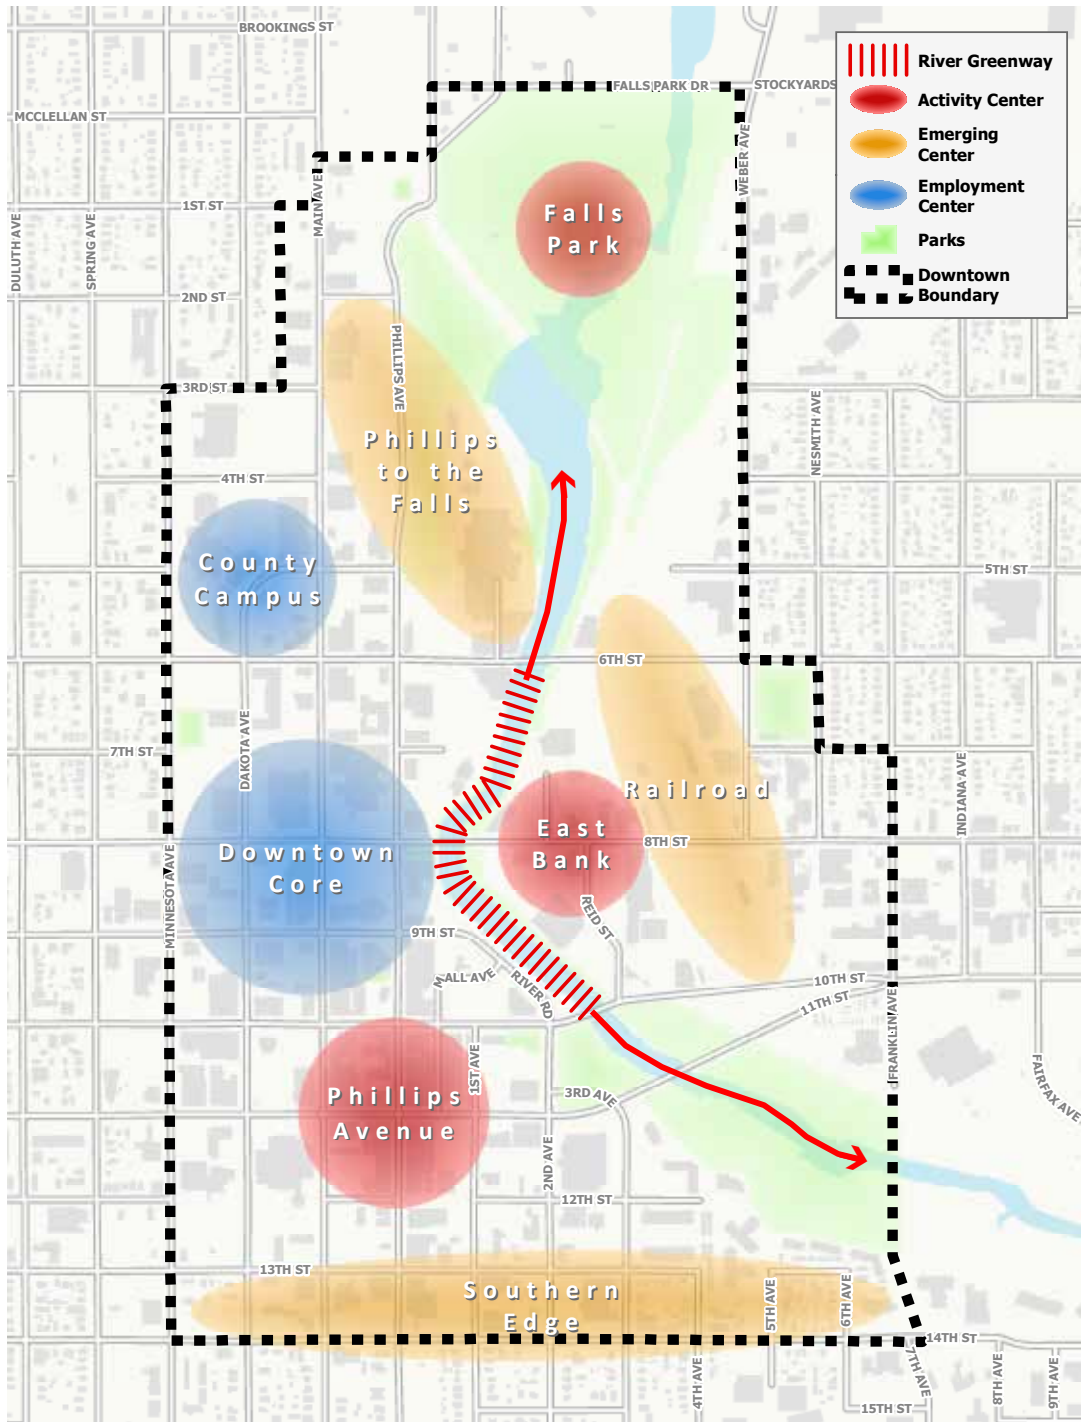 BROOKINGS ST
FALLS PARK DR
STOCKYARDS
MCCLELLAN ST
River Greenway
Activity Center
Emerging
Center
Employment
Center
Parks
Downtown
Boundary
WEBER AVE
MAIN AVE
1ST ST
DULUTH AVE
SPRING AVE
Falls
Park
2ND ST
PHILLIPS AVE
3RD ST
NESMITH AVE
Phillips
to the
Falls
4TH ST
County
Campus
5TH ST
6TH ST
DAKOTA AVE
7TH ST
INDIANA AVE
Railroad
East
Bank
8TH ST
Downtown
Core
MINNESOTA AVE
REID ST
9TH ST
MALL AVE
RIVER RD
10TH ST
11TH ST
FRANKLIN AVE
1ST AVE
FAIRFAX AVE
3RD AVE
Phillips
Avenue
2ND AVE
12TH ST
13TH ST
Southern
Edge
5TH AVE
6TH AVE
14TH ST
4TH AVE
7TH AVE
8TH AVE
9TH AVE
15TH ST